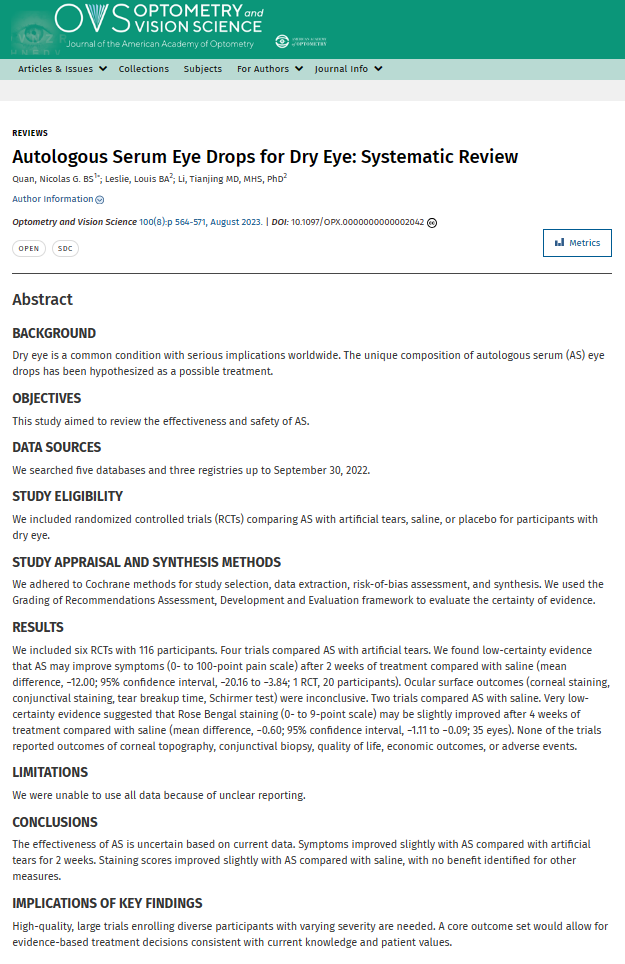 OVS OPTOMETRY and
VISION SCIENCE
Journal of the American Academy of Optometry
AMERICAN ACADEMY
of OPTOMETRY
Articles & Issues Collections Subjects For Authors Journal Info
REVIEWS
Autologous Serum Eye Drops for Dry Eye: Systematic Review
Quan, Nicolas G. BS1*; Leslie, Louis BA2; Li, Tianjing MD, MHS, PhD2
Author Information
Optometry and Vision Science 100(8):p 564-571, August 2023. | DOI: 10.1097/OPX.0000000000002042
OPEN SDC
Metrics
Abstract
BACKGROUND
Dry eye is a common condition with serious implications worldwide. The unique composition of autologous serum (AS) eye
drops has been hypothesized as a possible treatment.
OBJECTIVES
This study aimed to review the effectiveness and safety of AS.
DATA SOURCES
We searched five databases and three registries up to September 30, 2022.
STUDY ELIGIBILITY
We included randomized controlled trials (RCTs) comparing AS with artificial tears, saline, or placebo for participants with
dry eye.
STUDY APPRAISAL AND SYNTHESIS METHODS
We adhered to Cochrane methods for study selection, data extraction, risk-of-bias assessment, and synthesis. We used the
Grading of Recommendations Assessment, Development and Evaluation framework to evaluate the certainty of evidence.
RESULTS
We included six RCTs with 116 participants. Four trials compared AS with artificial tears. We found low-certainty evidence
that AS may improve symptoms (0- to 100-point pain scale) after 2 weeks of treatment compared with saline (mean
difference, −12.00; 95% confidence interval, −20.16 to −3.84; 1 RCT, 20 participants). Ocular surface outcomes (corneal staining,
conjunctival staining, tear breakup time, Schirmer test) were inconclusive. Two trials compared AS with saline. Very low-
certainty evidence suggested that Rose Bengal staining (0- to 9-point scale) may be slightly improved after 4 weeks of
treatment compared with saline (mean difference, −0.60; 95% confidence interval, −1.11 to −0.09; 35 eyes). None of the trials
reported outcomes of corneal topography, conjunctival biopsy, quality of life, economic outcomes, or adverse events.
LIMITATIONS
We were unable to use all data because of unclear reporting.
CONCLUSIONS
The effectiveness of AS is uncertain based on current data. Symptoms improved slightly with AS compared with artificial
tears for 2 weeks. Staining scores improved slightly with AS compared with saline, with no benefit identified for other
measures.
IMPLICATIONS OF KEY FINDINGS
High-quality, large trials enrolling diverse participants with varying severity are needed. A core outcome set would allow for
evidence-based treatment decisions consistent with current knowledge and patient values.